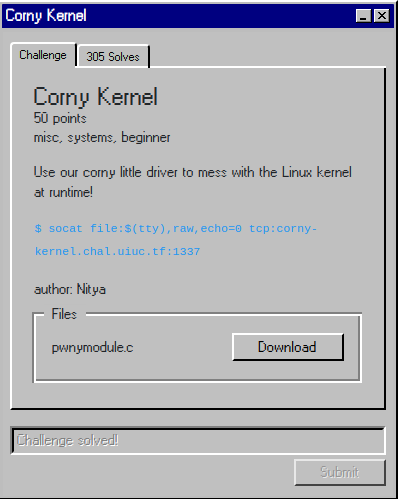 Corny Kernel
Challenge
305 Solves
Corny Kernel
50 points
misc, systems, beginner
Use our corny little driver to mess with the Linux kernel
at runtime!
$ socat file:$(tty),raw,echo=0 tcp:corny-
kernel.chal.uiuc.tf:1337
author: Nitya
Files
pwnymodule.c
Download
Challenge solved!
Submit